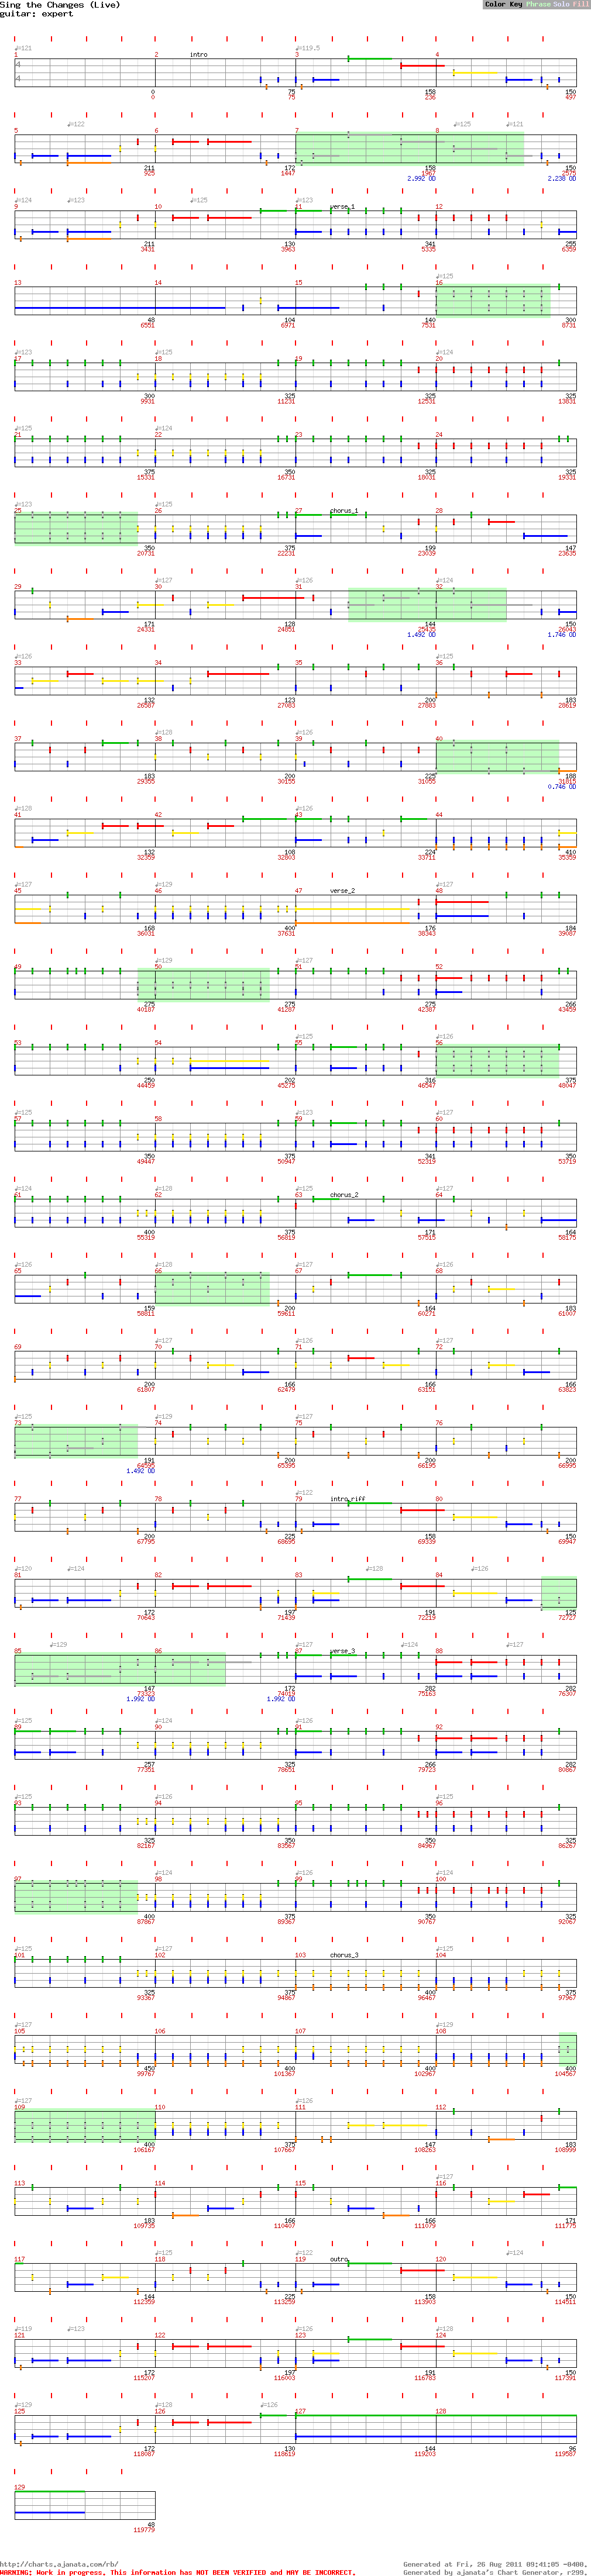 Sing the Changes (Live)
guitar: expert
Color Key Phrase Solo Fill
♩=121 ♩=119.5
1 2 intro 3 4
0 75 158 150
0 75 236 497
♩=122 ♩=125 ♩=121
5 6 7 8
211 172 158 150
925 1447 1967 2575
2.992 OD 2.238 OD
♩=124 ♩=123 ♩=125 ♩=123
9 10 11 verse_1 12
211 130 341 255
3431 3963 5335 6359
♩=125
13 14 15 16
48 104 140 300
6551 6971 7531 8731
♩=123 ♩=125 ♩=124
17 18 19 20
300 325 325 325
9931 11231 12531 13831
♩=125 ♩=124
21 22 23 24
375 350 325 325
15331 16731 18031 19331
♩=123 ♩=125
25 26 27 chorus_1 28
350 375 199 147
20731 22231 23039 23635
♩=127 ♩=126 ♩=124
29 30 31 32
171 128 144 150
24331 24851 25435 26043
1.492 OD 1.746 OD
♩=126 ♩=125
33 34 35 36
132 123 200 183
26587 27083 27883 28619
♩=128 ♩=126
37 38 39 40
183 200 225 188
29355 30155 31055 31815
0.746 OD
♩=128 ♩=126
41 42 43 44
132 108 224 410
32359 32803 33711 35359
♩=127 ♩=129 ♩=127
45 46 47 verse_2 48
168 400 176 184
36031 37631 38343 39087
♩=129 ♩=127
49 50 51 52
275 275 275 266
40187 41287 42387 43459
♩=125 ♩=126
53 54 55 56
250 202 316 375
44459 45275 46547 48047
♩=125 ♩=123 ♩=127
57 58 59 60
350 375 341 350
49447 50947 52319 53719
♩=124 ♩=128 ♩=125 ♩=127
61 62 63 chorus_2 64
400 375 171 164
55319 56819 57515 58175
♩=126 ♩=128 ♩=127 ♩=126
65 66 67 68
159 200 164 183
58811 59611 60271 61007
♩=127 ♩=126 ♩=127
69 70 71 72
200 166 166 166
61807 62479 63151 63823
♩=125 ♩=129 ♩=127
73 74 75 76
191 200 200 200
64595 65395 66195 66995
1.492 OD
♩=122
77 78 79 intro_riff 80
200 225 158 150
67795 68695 69339 69947
♩=120 ♩=124 ♩=128 ♩=126
81 82 83 84
172 197 191 125
70643 71439 72219 72727
♩=129 ♩=127 ♩=124 ♩=127
85 86 87 verse_3 88
147 172 282 282
73323 74019 75163 76307
1.992 OD 1.992 OD
♩=125 ♩=124 ♩=126
89 90 91 92
257 325 266 282
77351 78651 79723 80867
♩=125 ♩=126 ♩=125
93 94 95 96
325 350 350 325
82167 83567 84967 86267
♩=124 ♩=126 ♩=124
97 98 99 100
400 375 350 325
87867 89367 90767 92067
♩=125 ♩=127 ♩=125
101 102 103 chorus_3 104
325 375 400 375
93367 94867 96467 97967
♩=127 ♩=129
105 106 107 108
450 400 400 400
99767 101367 102967 104567
♩=127 ♩=126
109 110 111 112
400 375 147 183
106167 107667 108263 108999
♩=127
113 114 115 116
183 166 166 171
109735 110407 111079 111775
♩=125 ♩=122 ♩=124
117 118 119 outro 120
144 225 158 150
112359 113259 113903 114511
♩=119 ♩=123 ♩=126 ♩=128
121 122 123 124
172 197 191 150
115207 116003 116783 117391
♩=129 ♩=128 ♩=126
125 126 127 128
172 130 144 96
118087 118619 119203 119587
129
48
119779
http://charts.ajanata.com/rb/
Generated at Fri, 26 Aug 2011 09:41:05 -0400.
WARNING: Work in progress. This information has NOT BEEN VERIFIED and MAY BE INCORRECT.
Generated by ajanata's Chart Generator, r299.